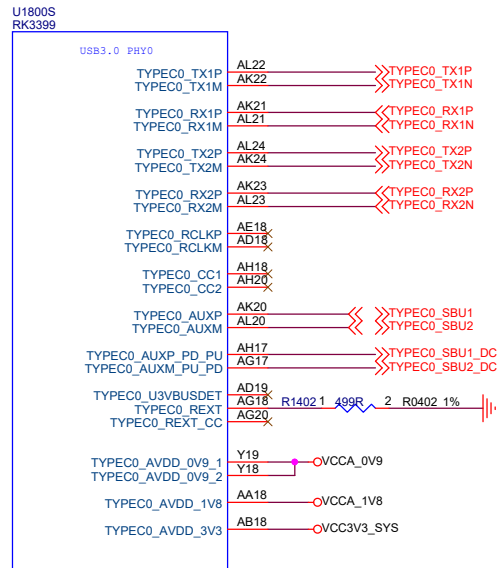 U1800S
RK3399
USB3.0 PHY0
TYPEC0_TX1P AL22 TYPEC0_TX1P
TYPEC0_TX1M AK22 TYPEC0_TX1N
TYPEC0_RX1P AK21 TYPEC0_RX1P
TYPEC0_RX1M AL21 TYPEC0_RX1N
TYPEC0_TX2P AL24 TYPEC0_TX2P
TYPEC0_TX2M AK24 TYPEC0_TX2N
TYPEC0_RX2P AK23 TYPEC0_RX2P
TYPEC0_RX2M AL23 TYPEC0_RX2N
TYPEC0_RCLKP AE18
TYPEC0_RCLKM AD18
TYPEC0_CC1 AH18
TYPEC0_CC2 AH20
TYPEC0_AUXP AK20 TYPEC0_SBU1
TYPEC0_AUXM AL20 TYPEC0_SBU2
TYPEC0_AUXP_PD_PU AH17 TYPEC0_SBU1_DC
TYPEC0_AUXM_PU_PD AG17 TYPEC0_SBU2_DC
TYPEC0_U3VBUSDET AD19
TYPEC0_REXT AG18 R1402 1 499R 2 R0402 1%
TYPEC0_REXT_CC AG20
TYPEC0_AVDD_0V9_1 Y19 VCCA_0V9
TYPEC0_AVDD_0V9_2 Y18
TYPEC0_AVDD_1V8 AA18 VCCA_1V8
TYPEC0_AVDD_3V3 AB18 VCC3V3_SYS